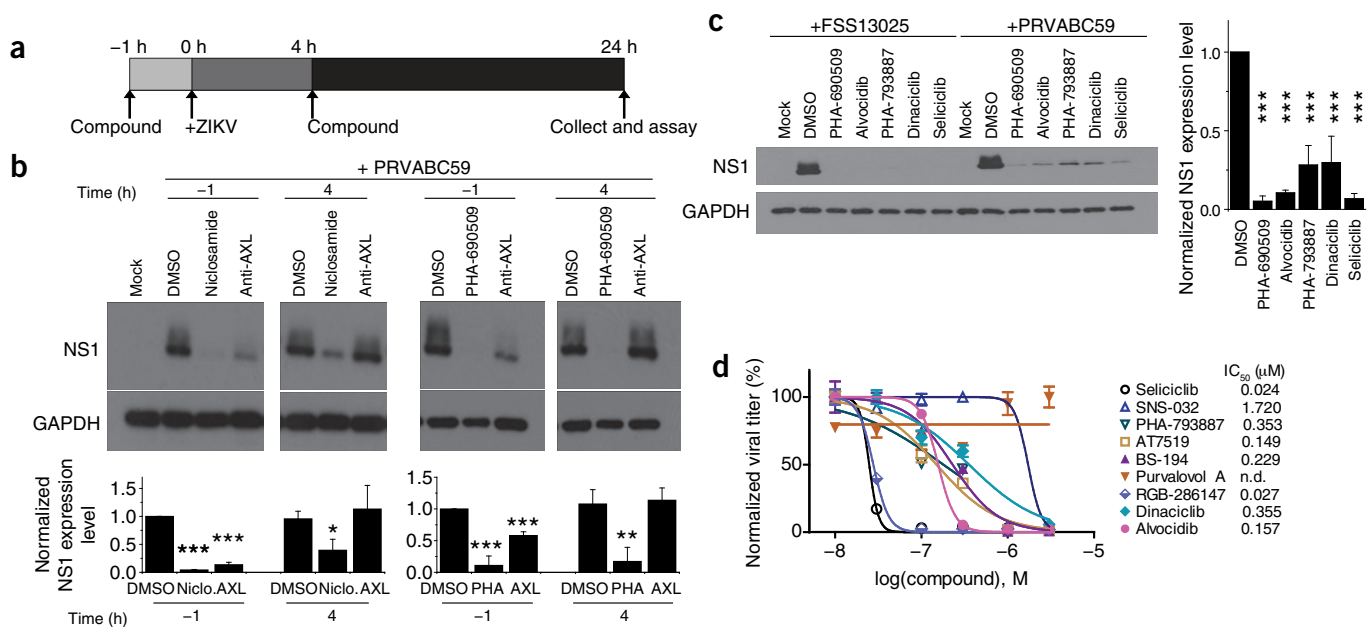 a
−1 h 0 h 4 h 24 h
Compound +ZIKV Compound Collect and assay
b
+ PRVABC59
Time (h) −1 4 −1 4
Mock DMSO Niclosamide Anti-AXL DMSO Niclosamide Anti-AXL DMSO PHA-690509 Anti-AXL DMSO PHA-690509 Anti-AXL
NS1
GAPDH
Normalized NS1 expression level
1.5 1.0 0.5 0.0
*** *** *
1.5 1.0 0.5 0.0
*** *** **
DMSO Niclo. AXL DMSO Niclo. AXL DMSO PHA AXL DMSO PHA AXL
Time (h) −1 4 −1 4
c
+FSS13025 +PRVABC59
Mock DMSO PHA-690509 Alvocidib PHA-793887 Dinaciclib Seliciclib Mock DMSO PHA-690509 Alvocidib PHA-793887 Dinaciclib Seliciclib
NS1
GAPDH
Normalized NS1 expression level
1.0
0.5
0.0
*** *** *** *** ***
DMSO PHA-690509 Alvocidib PHA-793887 Dinaciclib Seliciclib
d
Normalized viral titer (%)
100
50
0
−8 −7 −6 −5
log(compound), M
IC50 (μM)
Seliciclib 0.024
SNS-032 1.720
PHA-793887 0.353
AT7519 0.149
BS-194 0.229
Purvalovol A n.d.
RGB-286147 0.027
Dinaciclib 0.355
Alvocidib 0.157